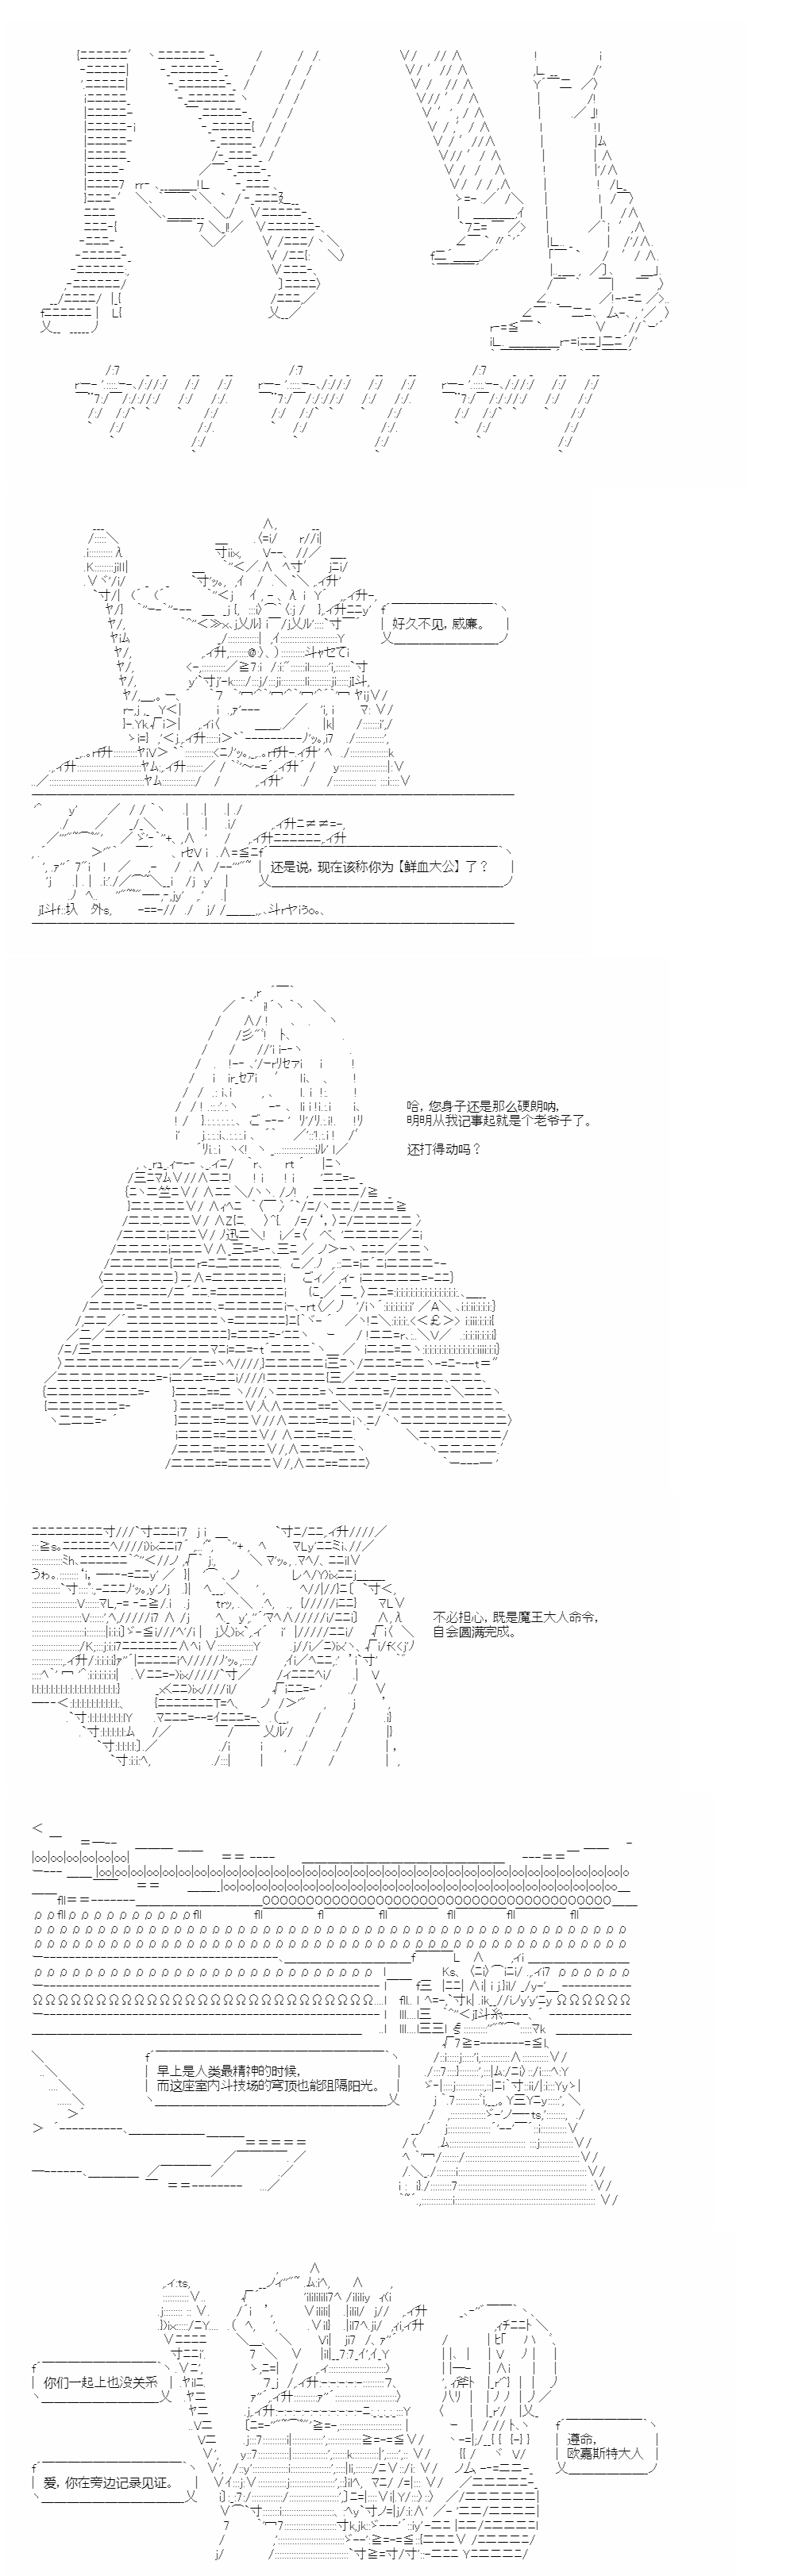 好久不见，威廉。
还是说，现在该称你为【鲜血大公】了？
哈，您身子还是那么硬朗呐，
明明从我记事起就是个老爷子了。
还打得动吗？
不必担心，既是魔王大人命令，
自会圆满完成。
早上是人类最精神的时候，
而这座室内斗技场的穹顶也能阻隔阳光。
你们一起上也没关系
爱，你在旁边记录见证。
遵命，
欧嘉斯特大人